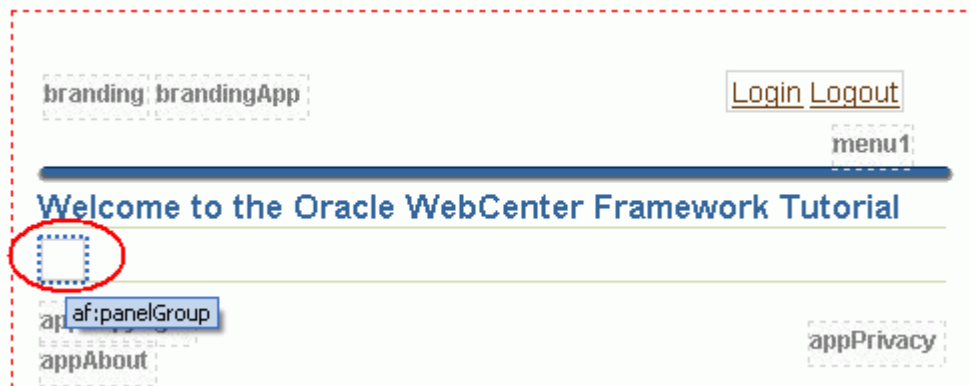 branding brandingApp
Login Logout
menu1
Welcome to the Oracle WebCenter Framework Tutorial
af:panelGroup
appAbout
appPrivacy